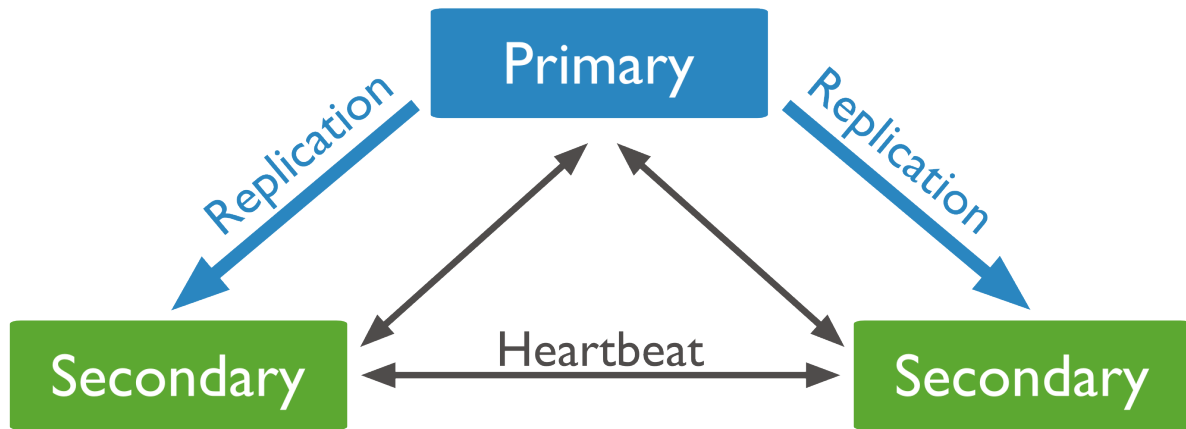 Primary
Replication
Replication
Heartbeat
Secondary
Secondary